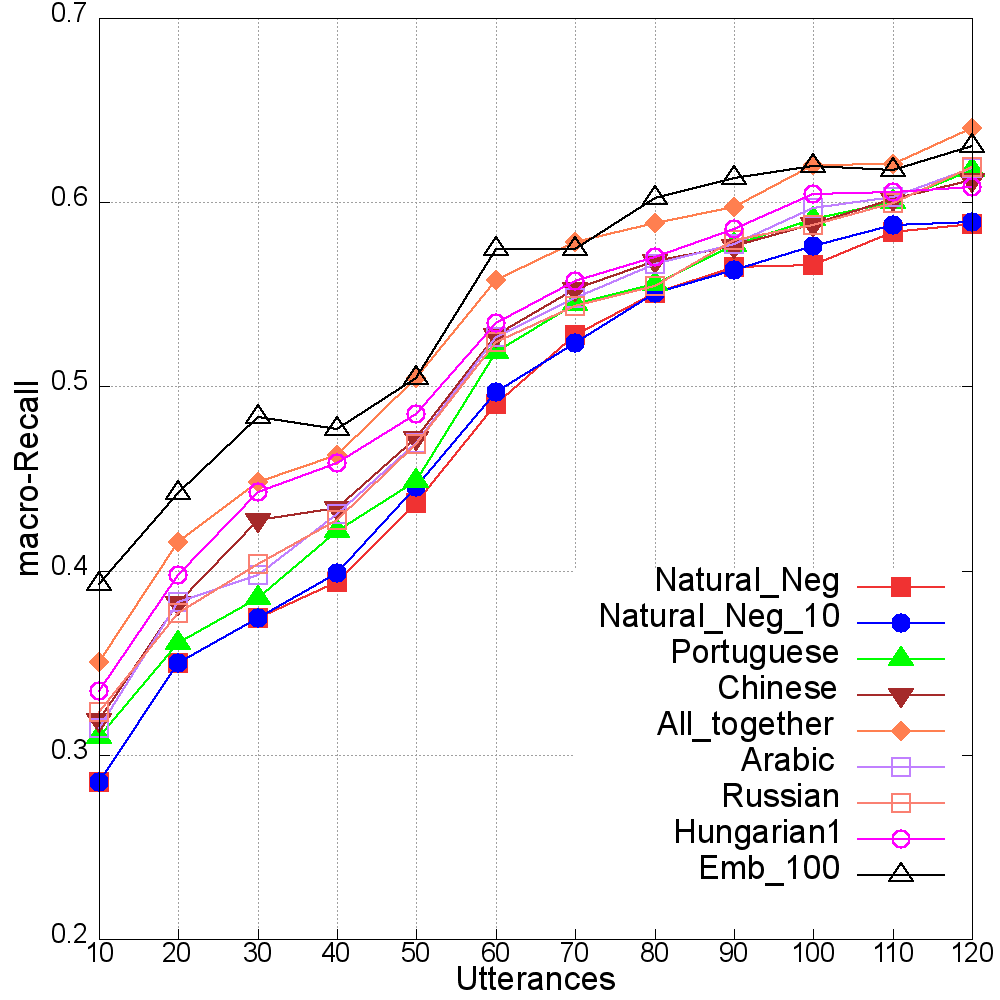 0.7
0.6
0.5
0.4
0.3
0.2
macro-Recall
Natural_Neg
Natural_Neg_10
Portuguese
Chinese
All_together
Arabic
Russian
Hungarian1
Emb_100
10 20 30 40 50 60 70 80 90 100 110 120
Utterances